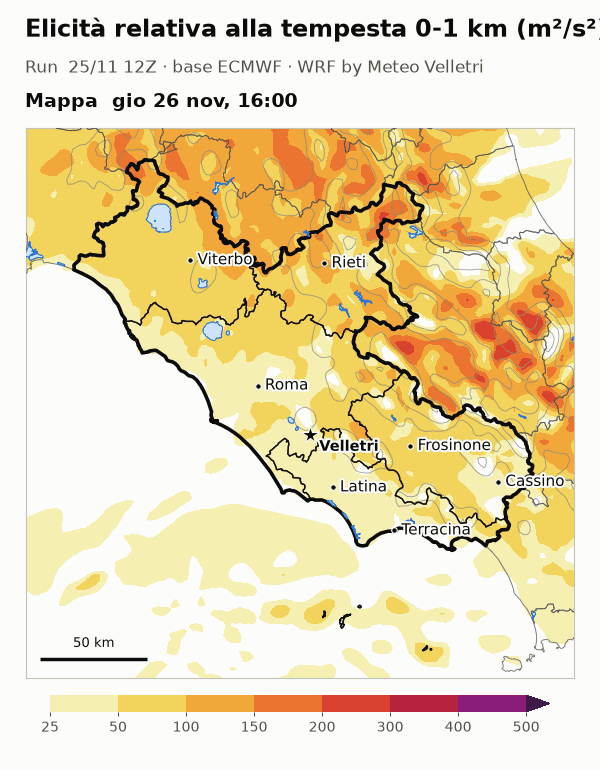 Elicità relativa alla tempesta 0-1 km (m²/s²)
Run 25/11 12Z · base ECMWF · WRF by Meteo Velletri
Mappa gio 26 nov, 16:00
Viterbo
Rieti
Roma
Velletri
Frosinone
Latina
Cassino
Terracina
50 km
25 50 100 150 200 300 400 500